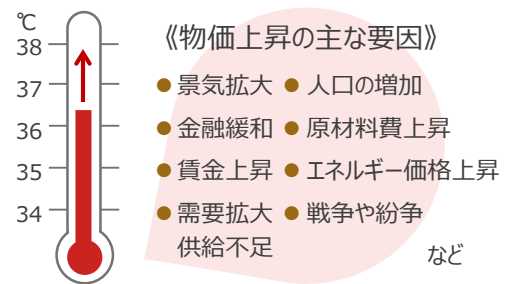 ℃
38
37
36
35
34
《物価上昇の主な要因》
● 景気拡大
● 金融緩和
● 賃金上昇
● 需要拡大
供給不足
● 人口の増加
● 原材料費上昇
● エネルギー価格上昇
● 戦争や紛争
など